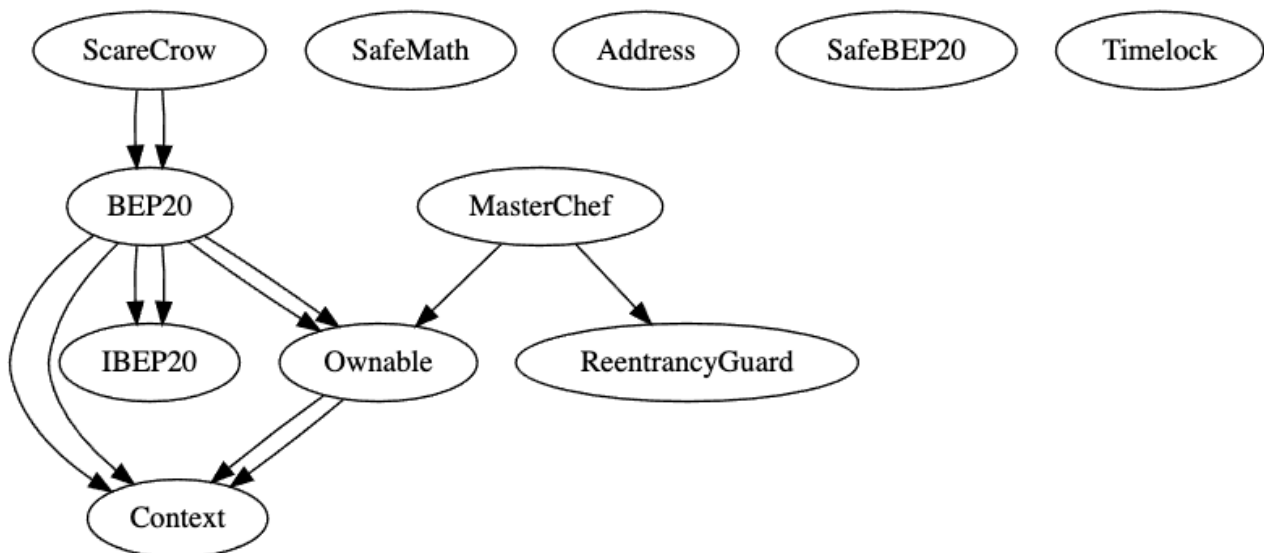 ScareCrow
SafeMath
Address
SafeBEP20
Timelock
BEP20
MasterChef
IBEP20
Ownable
ReentrancyGuard
Context